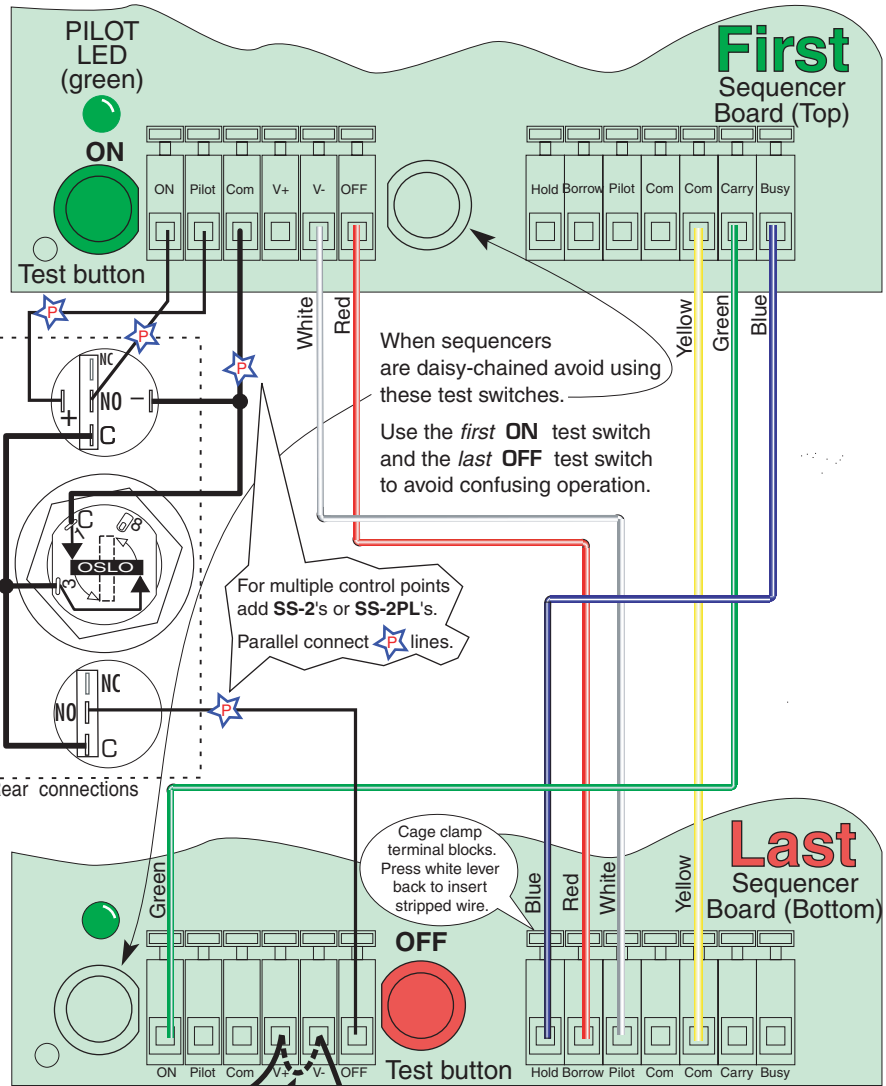 PILOT
LED
(green)
ON
First
Sequencer
Board (Top)
ON Pilot Com V+ V- OFF
Hold Borrow Pilot Com Com Carry Busy
Test button
White
Red
Yellow
Green
Blue
P
P
P
NC
NO
+
-
C
When sequencers
are daisy-chained avoid using
these test switches.
Use the first ON test switch
and the last OFF test switch
to avoid confusing operation.
C
1
8
OSLO
3
For multiple control points
add SS-2's or SS-2PL's.
Parallel connect P lines.
NC
NO
C
P
ear connections
Cage clamp
terminal blocks.
Press white lever
back to insert
stripped wire.
Last
Sequencer
Board (Bottom)
Green
Blue
Red
White
Yellow
OFF
Test button
ON Pilot Com V+ V- OFF
Hold Borrow Pilot Com Com Carry Busy